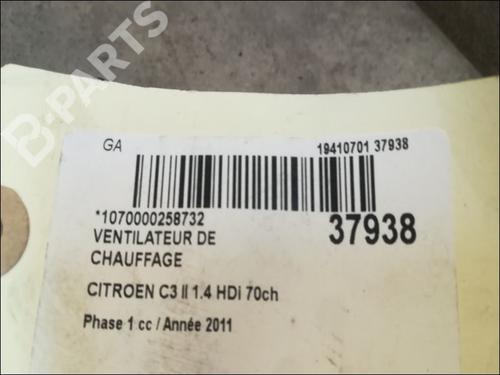 B-PARTS
GA
19410701 37938
*1070000258732
37938
VENTILATEUR DE
CHAUFFAGE
CITROEN C3 II 1.4 HDi 70ch
Phase 1 cc / Année 2011